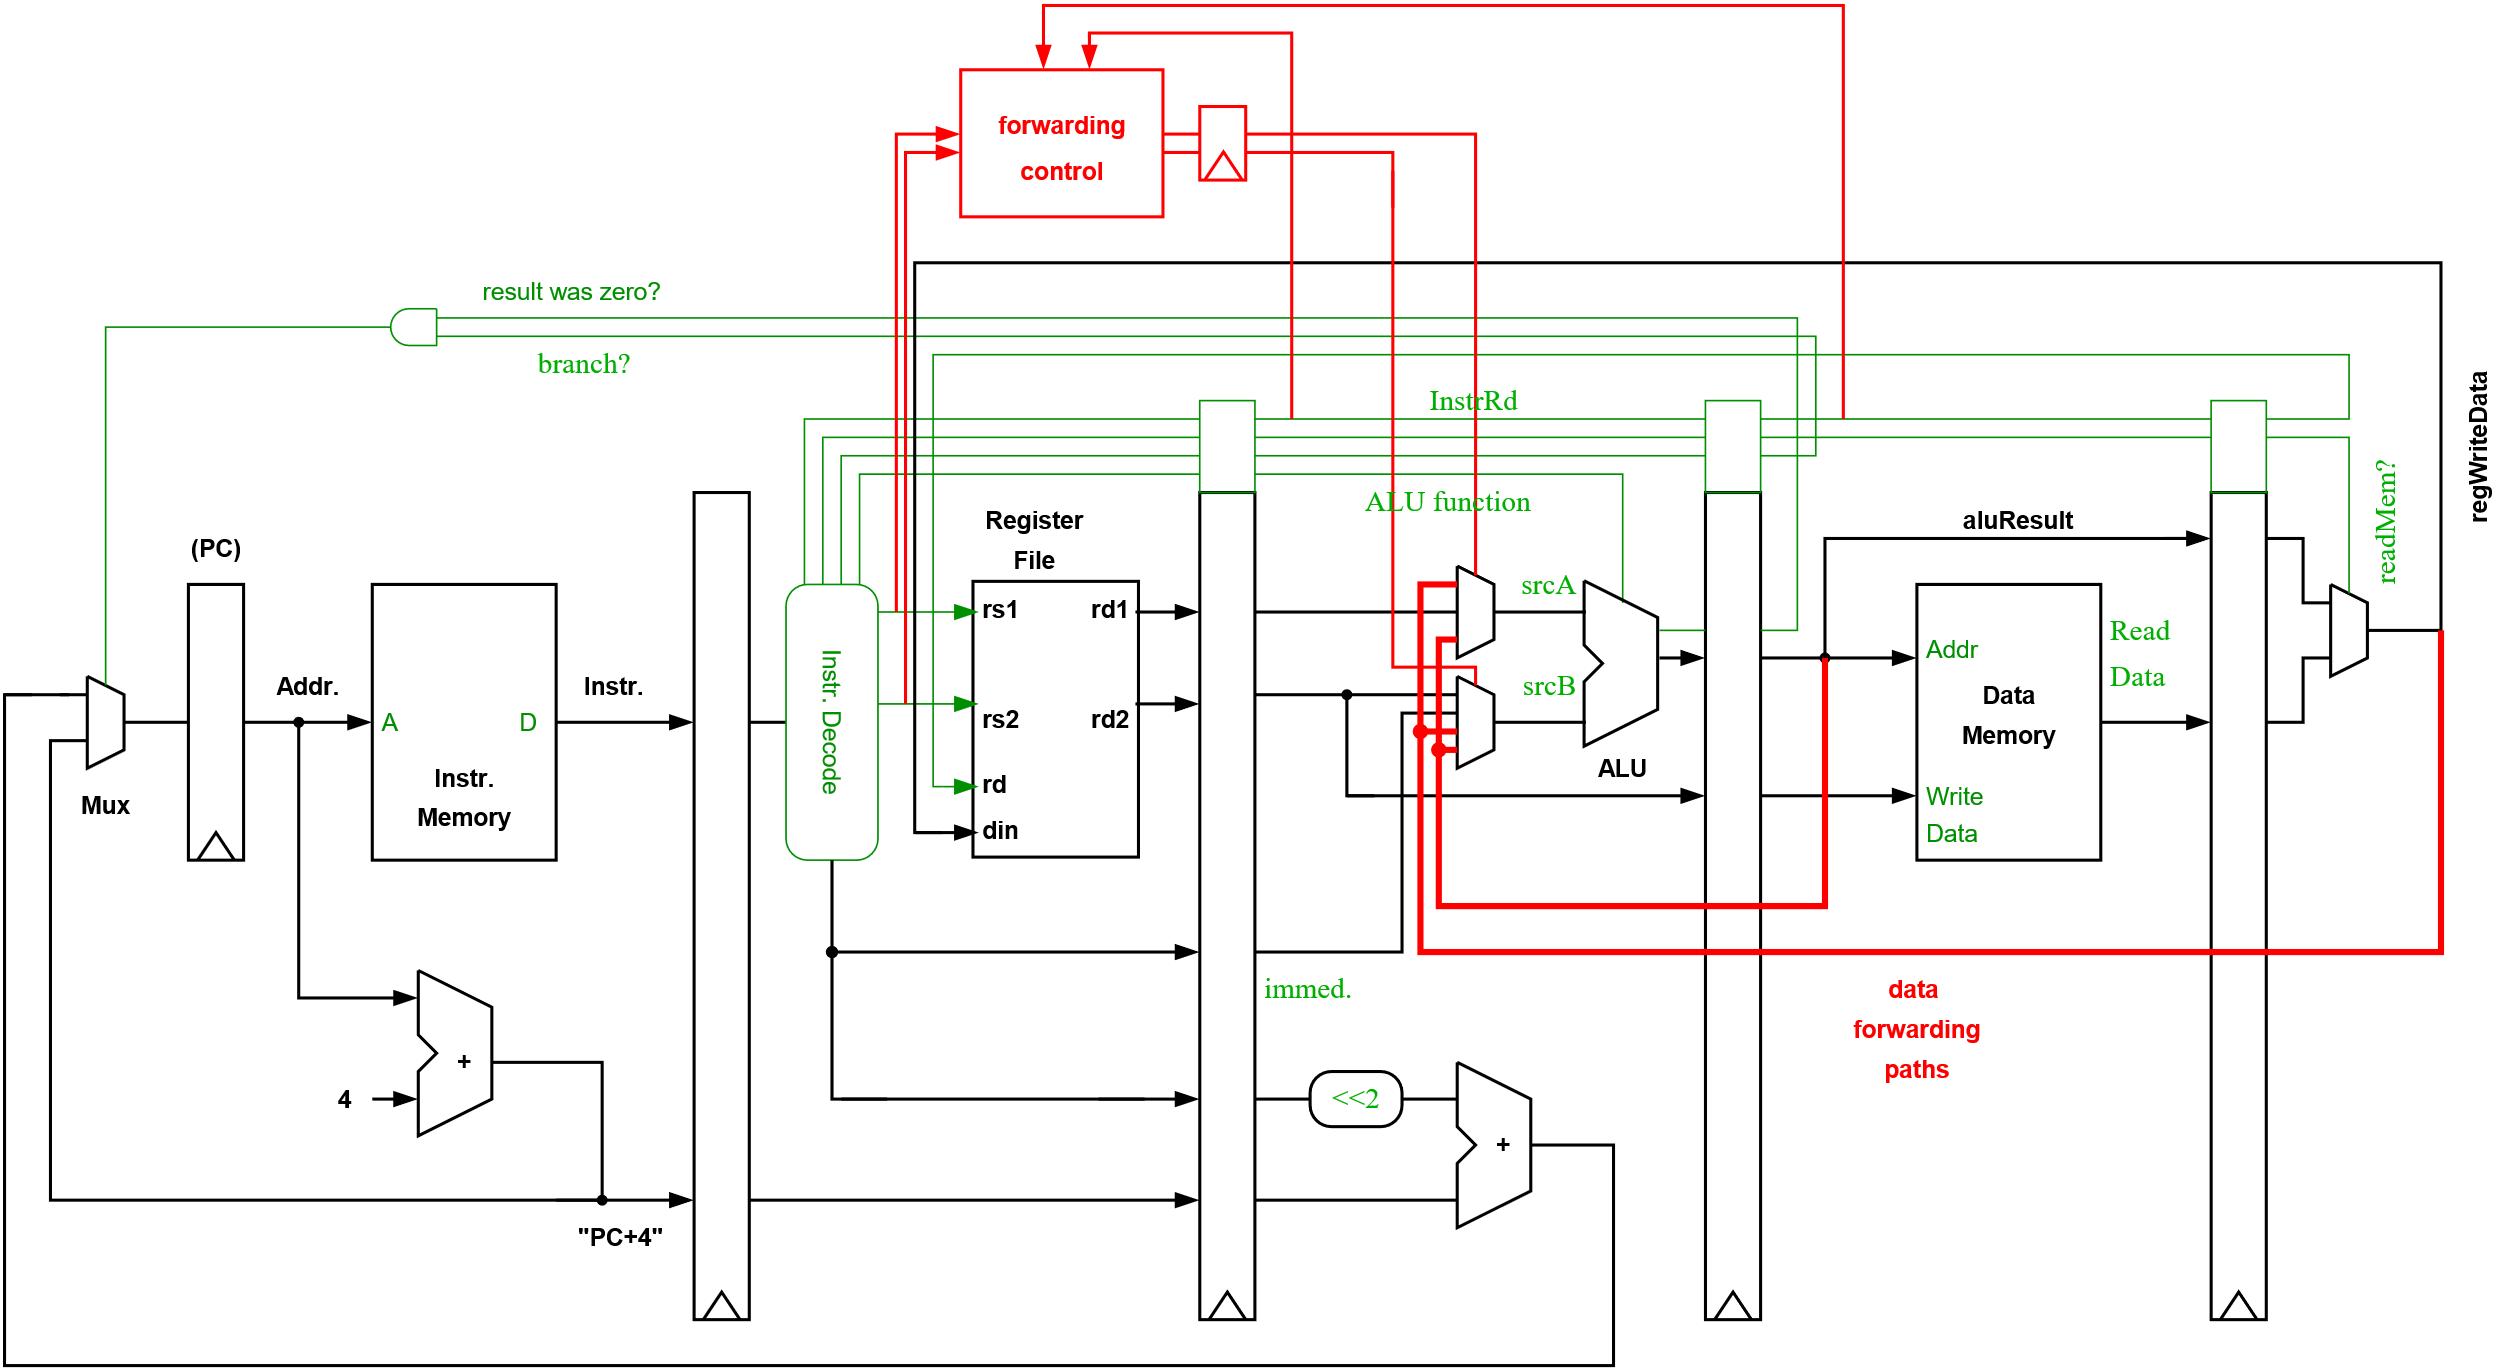 forwarding
control
result was zero?
branch?
InstrRd
ALU function
regWriteData
readMem?
(PC)
Register
File
aluResult
srcA
srcB
rs1
rd1
rs2
rd2
rd
din
Instr. Decode
Mux
Addr.
A
D
Instr.
Memory
Instr.
ALU
Addr
Data
Memory
Write
Data
Read
Data
immed.
data
forwarding
paths
4
+
"PC+4"
<<2
+